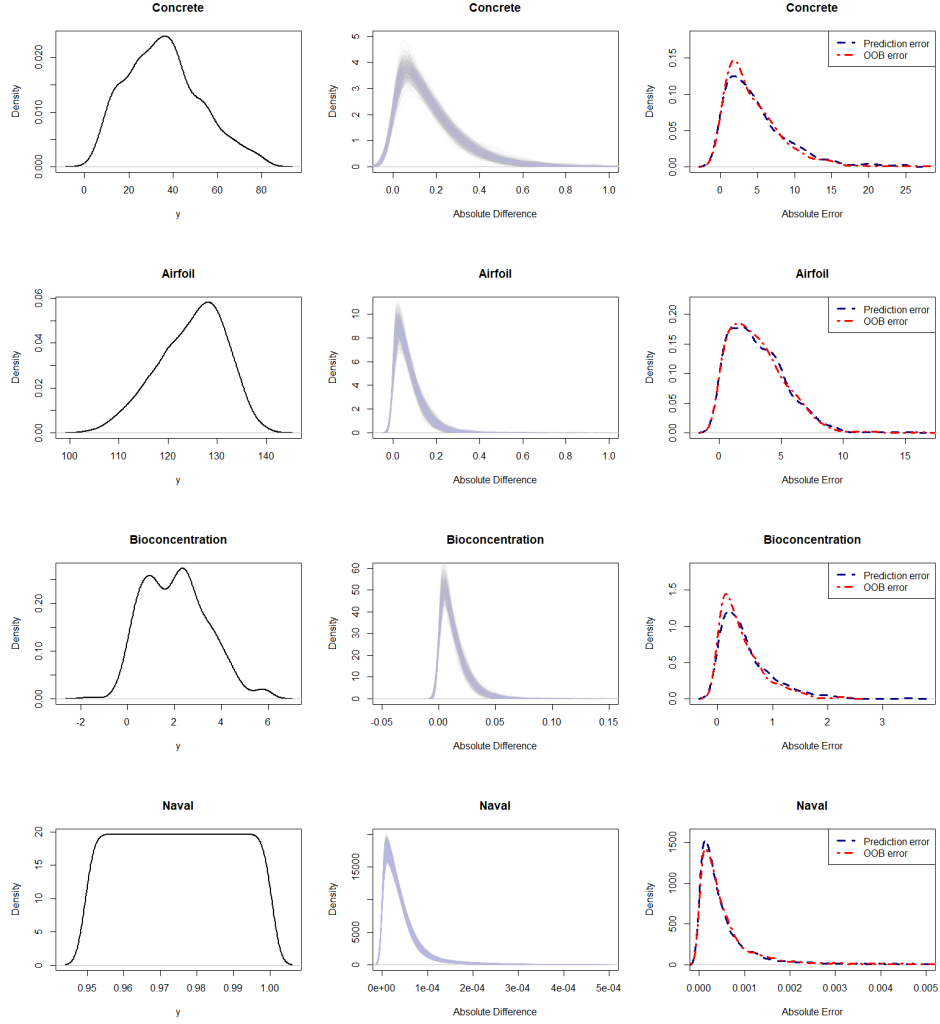 Concrete
Concrete
Concrete
Density
0.000 0.010 0.020
0 20 40 60 80
y
Density
0 1 2 3 4 5
0.0 0.2 0.4 0.6 0.8 1.0
Absolute Difference
Density
0.00 0.05 0.10 0.15
Prediction error
OOB error
0 5 10 15 20 25
Absolute Error
Airfoil
Airfoil
Airfoil
Density
0.00 0.02 0.04 0.06
100 110 120 130 140
y
Density
0 2 4 6 8 10
0.0 0.2 0.4 0.6 0.8 1.0
Absolute Difference
Density
0.00 0.05 0.10 0.15 0.20
Prediction error
OOB error
0 5 10 15
Absolute Error
Bioconcentration
Bioconcentration
Bioconcentration
Density
0.00 0.10 0.20
-2 0 2 4 6
y
Density
0 10 20 30 40 50 60
-0.05 0.00 0.05 0.10 0.15
Absolute Difference
Density
0.0 0.5 1.0 1.5
Prediction error
OOB error
0 1 2 3
Absolute Error
Naval
Naval
Naval
Density
0 5 10 15 20
0.95 0.96 0.97 0.98 0.99 1.00
y
Density
0 5000 15000
0e+00 1e-04 2e-04 3e-04 4e-04 5e-04
Absolute Difference
Density
0 500 1000 1500
Prediction error
OOB error
0.000 0.001 0.002 0.003 0.004 0.005
Absolute Error